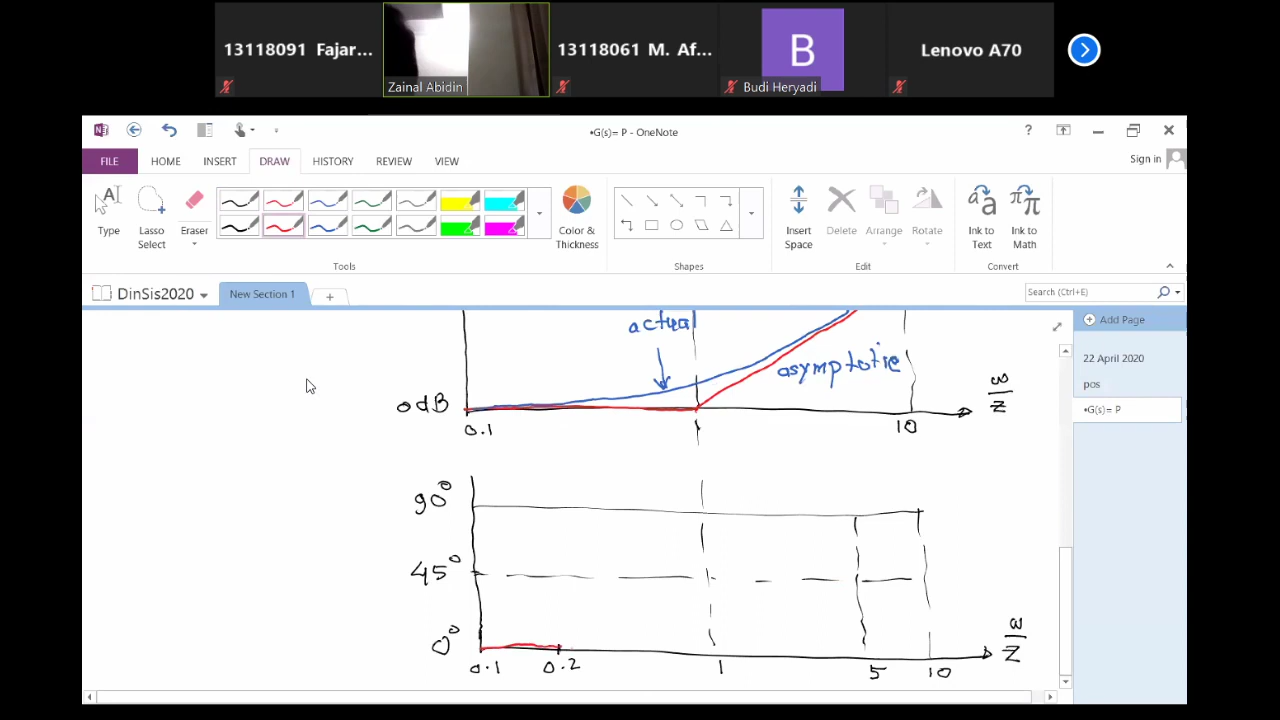 13118091 Fajar...
Zainal Abidin
13118061 M. Af...
B
Budi Heryadi
Lenovo A70
•G(s)= P - OneNote
?
Sign in
FILE HOME INSERT DRAW HISTORY REVIEW VIEW
Type
Lasso Select
Eraser
Color & Thickness
Insert Space
Delete
Arrange
Rotate
Ink to Text
Ink to Math
Tools
Shapes
Edit
Convert
DinSis2020
New Section 1
Search (Ctrl+E)
Add Page
22 April 2020
pos
•G(s)= P
actual
asymptotic
0 dB
0.1
1
10
ω/Z
90°
45°
0°
0.1
0.2
1
5
10
ω/Z